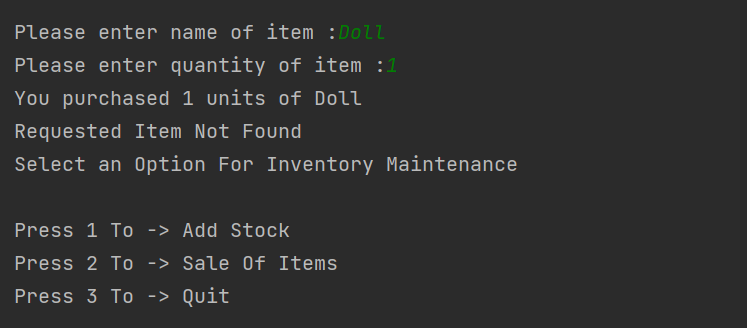 Please enter name of item :Doll
Please enter quantity of item :1
You purchased 1 units of Doll
Requested Item Not Found
Select an Option For Inventory Maintenance
Press 1 To -> Add Stock
Press 2 To -> Sale Of Items
Press 3 To -> Quit